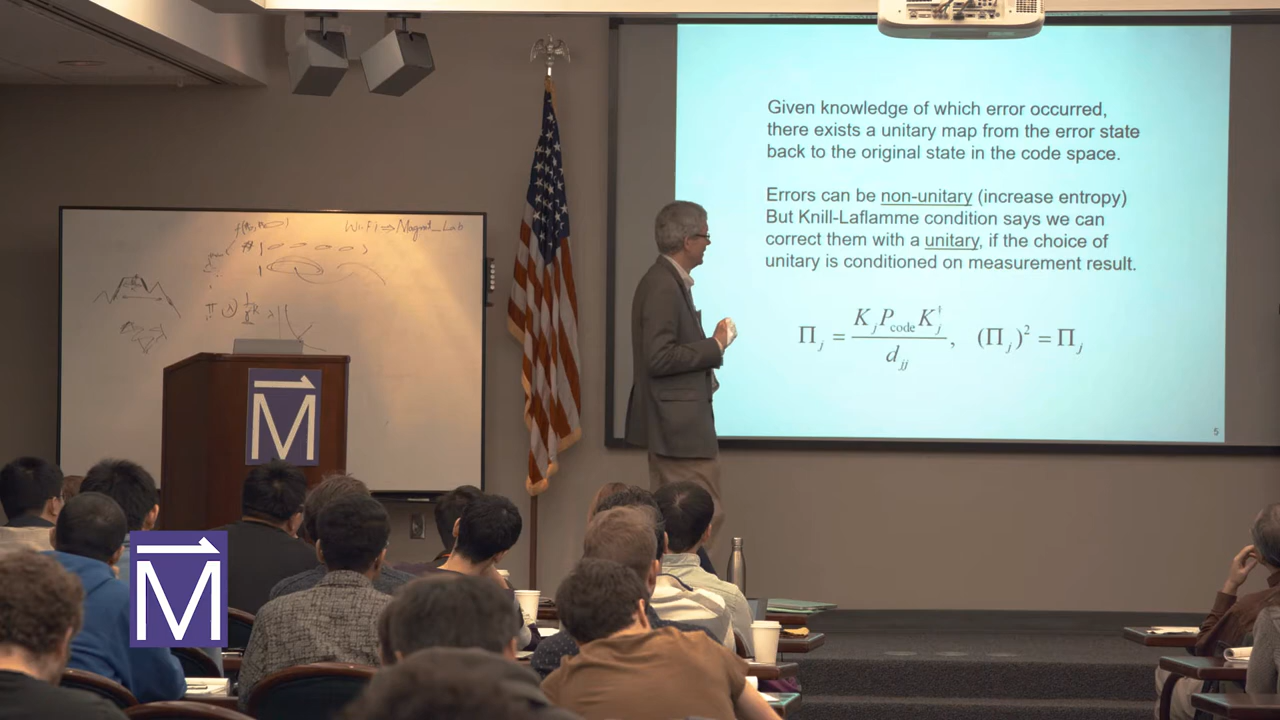 Given knowledge of which error occurred,
there exists a unitary map from the error state
back to the original state in the code space.
Errors can be non-unitary (increase entropy)
But Knill-Laflamme condition says we can
correct them with a unitary, if the choice of
unitary is conditioned on measurement result.
Π_j = K_j P_code K_j^† / d_jj, (Π_j)^2 = Π_j
5
Wi-Fi ⇒ Magnet_Lab
M
M